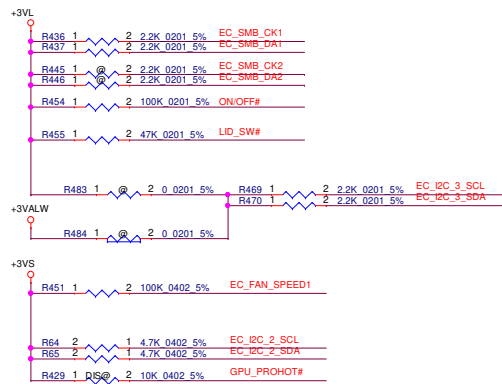 +3VL
R436 1 2 2.2K_0201_5% EC_SMB_CK1
R437 1 2 2.2K_0201_5% EC_SMB_DA1
R445 1 @ 2 2.2K_0201_5% EC_SMB_CK2
R446 1 @ 2 2.2K_0201_5% EC_SMB_DA2
R454 1 2 100K_0201_5% ON/OFF#
R455 1 2 47K_0201_5% LID_SW#
R483 1 @ 2 0_0201_5% R469 1 2 2.2K_0201_5% EC_I2C_3_SCL
R470 1 2 2.2K_0201_5% EC_I2C_3_SDA
+3VALW
R484 1 @ 2 0_0201_5%
+3VS
R451 1 2 100K_0402_5% EC_FAN_SPEED1
R64 2 1 4.7K_0402_5% EC_I2C_2_SCL
R65 2 1 4.7K_0402_5% EC_I2C_2_SDA
R429 1 DIS@ 2 10K_0402_5% GPU_PROHOT#